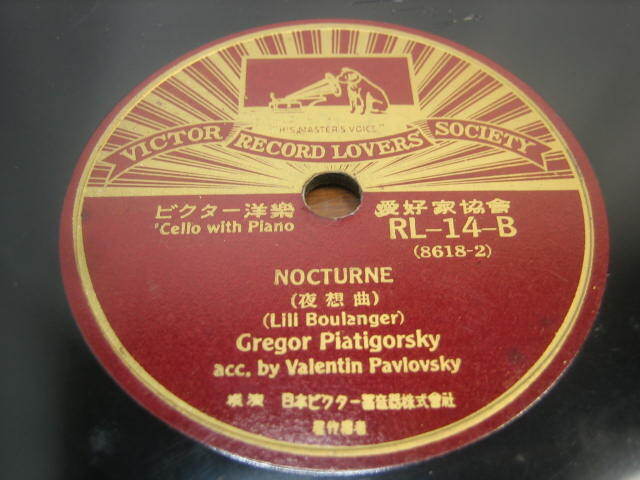 "HIS MASTER'S VOICE"
VICTOR RECORD LOVERS' SOCIETY
ビクター洋樂 愛好家協會
'Cello with Piano RL-14-B
(8618-2)
NOCTURNE
(夜想曲)
(Lili Boulanger)
Gregor Piatigorsky
acc. by Valentin Pavlovsky
日本ビクター蓄音器株式會社